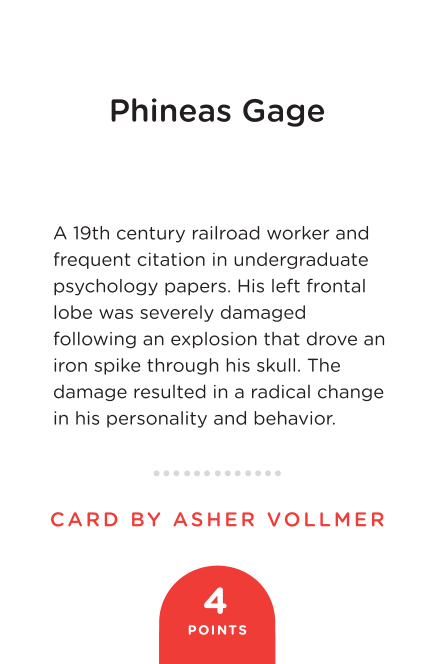 Phineas Gage
A 19th century railroad worker and
frequent citation in undergraduate
psychology papers. His left frontal
lobe was severely damaged
following an explosion that drove an
iron spike through his skull. The
damage resulted in a radical change
in his personality and behavior.
CARD BY ASHER VOLLMER
4
POINTS